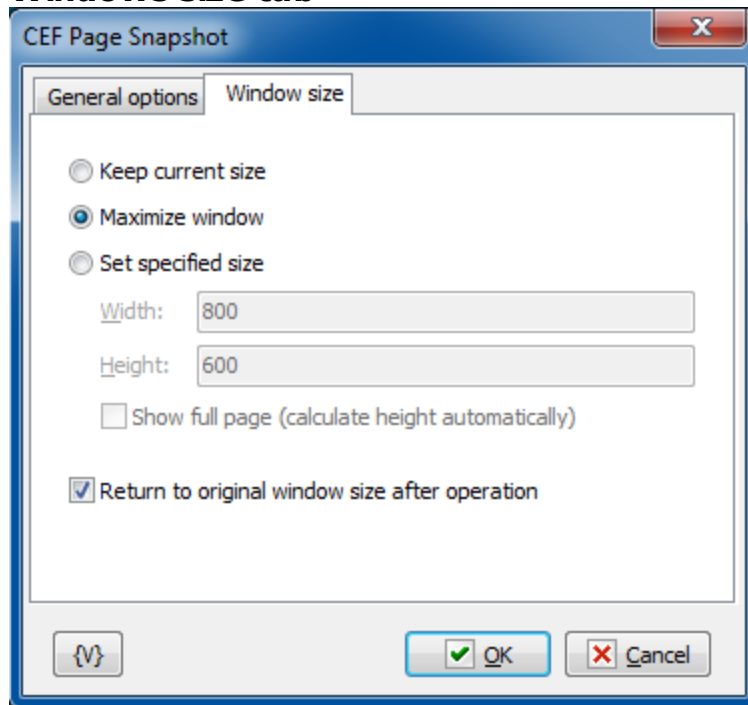 CEF Page Snapshot
General options Window size
Keep current size
Maximize window
Set specified size
Width: 800
Height: 600
Show full page (calculate height automatically)
Return to original window size after operation
{V} OK Cancel